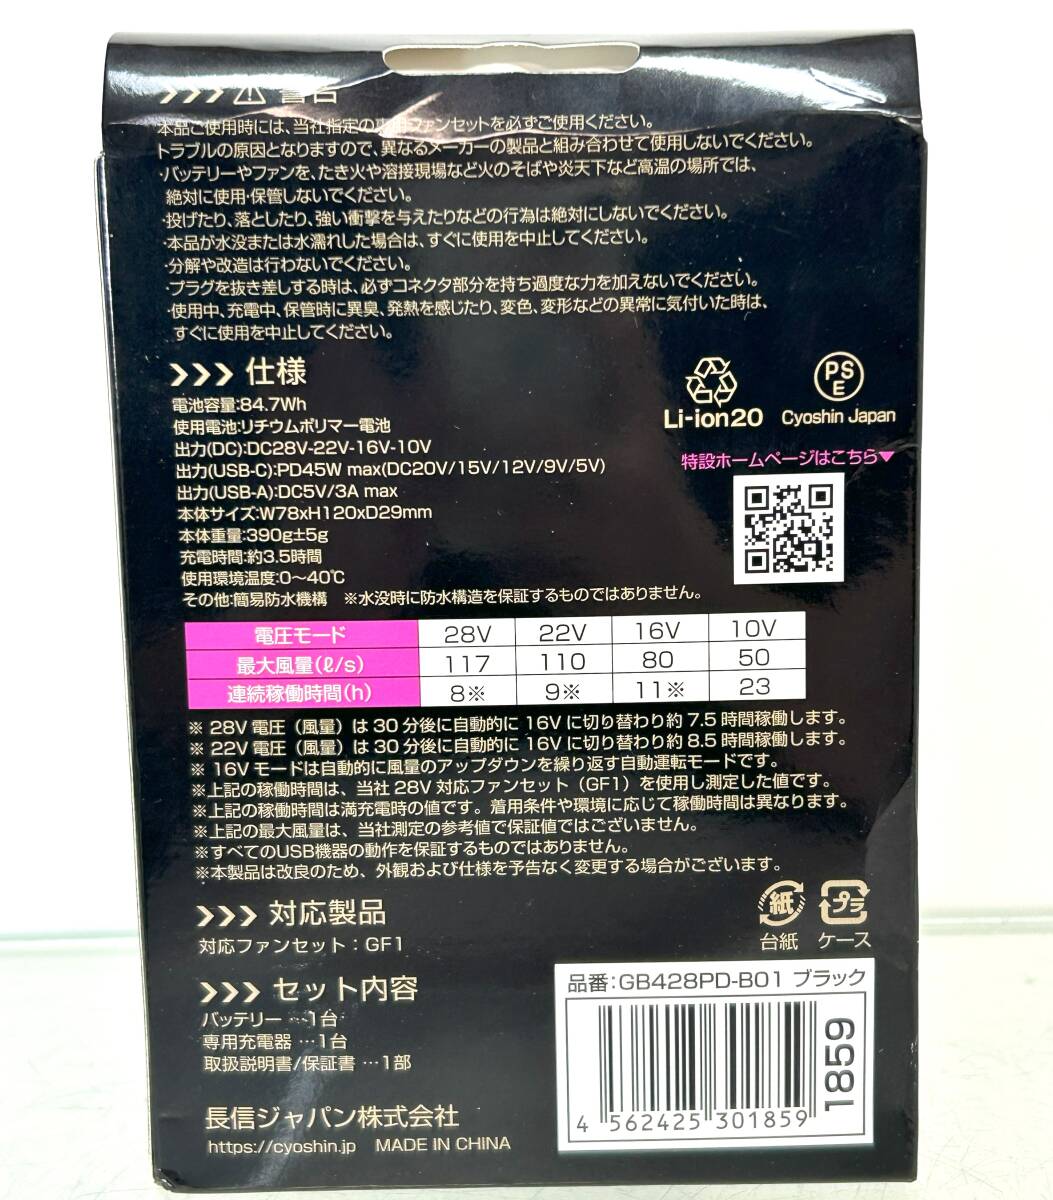 >>> ⚠ 警告
本品ご使用時には、当社指定の専用ファンセットを必ずご使用ください。
トラブルの原因となりますので、異なるメーカーの製品と組み合わせて使用しないでください。
・バッテリーやファンを、たき火や溶接現場など火のそばや炎天下など高温の場所では、
絶対に使用・保管しないでください。
・投げたり、落としたり、強い衝撃を与えたりなどの行為は絶対にしないでください。
・本品が水没または水濡れした場合は、すぐに使用を中止してください。
・分解や改造は行わないでください。
・プラグを抜き差しする時は、必ずコネクタ部分を持ち過度な力を加えないでください。
・使用中、充電中、保管時に異臭、発熱を感じたり、変色、変形などの異常に気付いた時は、
すぐに使用を中止してください。
>>> 仕様
電池容量:84.7Wh
使用電池:リチウムポリマー電池
出力(DC):DC28V-22V-16V-10V
出力(USB-C):PD45W max(DC20V/15V/12V/9V/5V)
出力(USB-A):DC5V/3A max
本体サイズ:W78xH120xD29mm
本体重量:390g±5g
充電時間:約3.5時間
使用環境温度:0〜40℃
その他:簡易防水機構 ※水没時に防水構造を保証するものではありません。
Li-ion20
PS
E
Cyoshin Japan
特設ホームページはこちら▼
電圧モード 28V 22V 16V 10V
最大風量(ℓ/s) 117 110 80 50
連続稼働時間(h) 8※ 9※ 11※ 23
※ 28V 電圧（風量）は 30 分後に自動的に 16V に切り替わり約 7.5 時間稼働します。
※ 22V 電圧（風量）は 30 分後に自動的に 16V に切り替わり約 8.5 時間稼働します。
※ 16V モードは自動的に風量のアップダウンを繰り返す自動運転モードです。
※上記の稼働時間は、当社 28V 対応ファンセット（GF1）を使用し測定した値です。
※上記の稼働時間は満充電時の値です。着用条件や環境に応じて稼働時間は異なります。
※上記の最大風量は、当社測定の参考値で保証値ではございません。
※すべてのUSB機器の動作を保証するものではありません。
※本製品は改良のため、外観および仕様を予告なく変更する場合がございます。
>>> 対応製品
対応ファンセット：GF1
紙
台紙
プラ
ケース
>>> セット内容
バッテリー …1台
専用充電器 …1台
取扱説明書/保証書 …1部
長信ジャパン株式会社
https://cyoshin.jp MADE IN CHINA
品番:GB428PD-B01 ブラック
1859
4 562425 301859